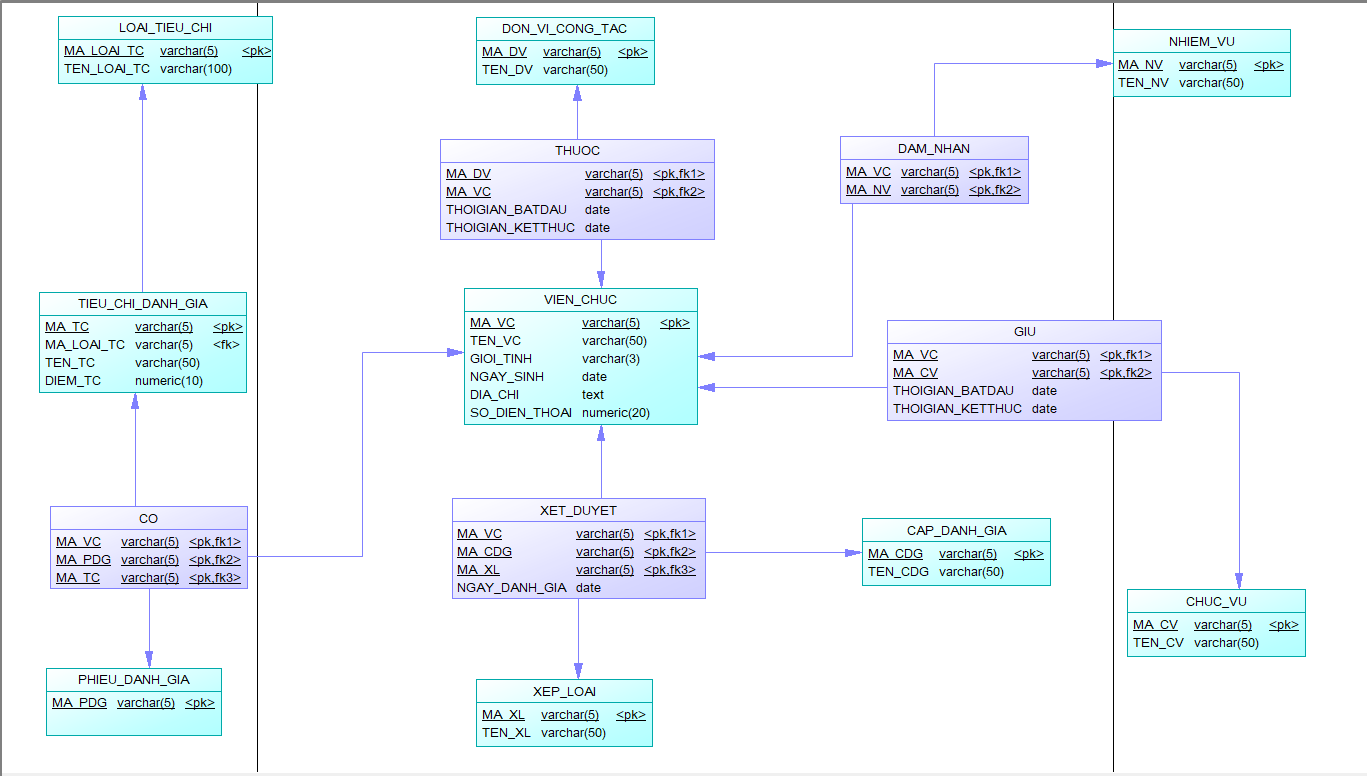 LOAI_TIEU_CHI
MA_LOAI_TC varchar(5) <pk>
TEN_LOAI_TC varchar(100)
DON_VI_CONG_TAC
MA_DV varchar(5) <pk>
TEN_DV varchar(50)
NHIEM_VU
MA_NV varchar(5) <pk>
TEN_NV varchar(50)
THUOC
MA_DV varchar(5) <pk,fk1>
MA_VC varchar(5) <pk,fk2>
THOIGIAN_BATDAU date
THOIGIAN_KETTHUC date
DAM_NHAN
MA_VC varchar(5) <pk,fk1>
MA_NV varchar(5) <pk,fk2>
TIEU_CHI_DANH_GIA
MA_TC varchar(5) <pk>
MA_LOAI_TC varchar(5) <fk>
TEN_TC varchar(50)
DIEM_TC numeric(10)
VIEN_CHUC
MA_VC varchar(5) <pk>
TEN_VC varchar(50)
GIOI_TINH varchar(3)
NGAY_SINH date
DIA_CHI text
SO_DIEN_THOAI numeric(20)
GIU
MA_VC varchar(5) <pk,fk1>
MA_CV varchar(5) <pk,fk2>
THOIGIAN_BATDAU date
THOIGIAN_KETTHUC date
CO
MA_VC varchar(5) <pk,fk1>
MA_PDG varchar(5) <pk,fk2>
MA_TC varchar(5) <pk,fk3>
XET_DUYET
MA_VC varchar(5) <pk,fk1>
MA_CDG varchar(5) <pk,fk2>
MA_XL varchar(5) <pk,fk3>
NGAY_DANH_GIA date
CAP_DANH_GIA
MA_CDG varchar(5) <pk>
TEN_CDG varchar(50)
CHUC_VU
MA_CV varchar(5) <pk>
TEN_CV varchar(50)
PHIEU_DANH_GIA
MA_PDG varchar(5) <pk>
XEP_LOAI
MA_XL varchar(5) <pk>
TEN_XL varchar(50)